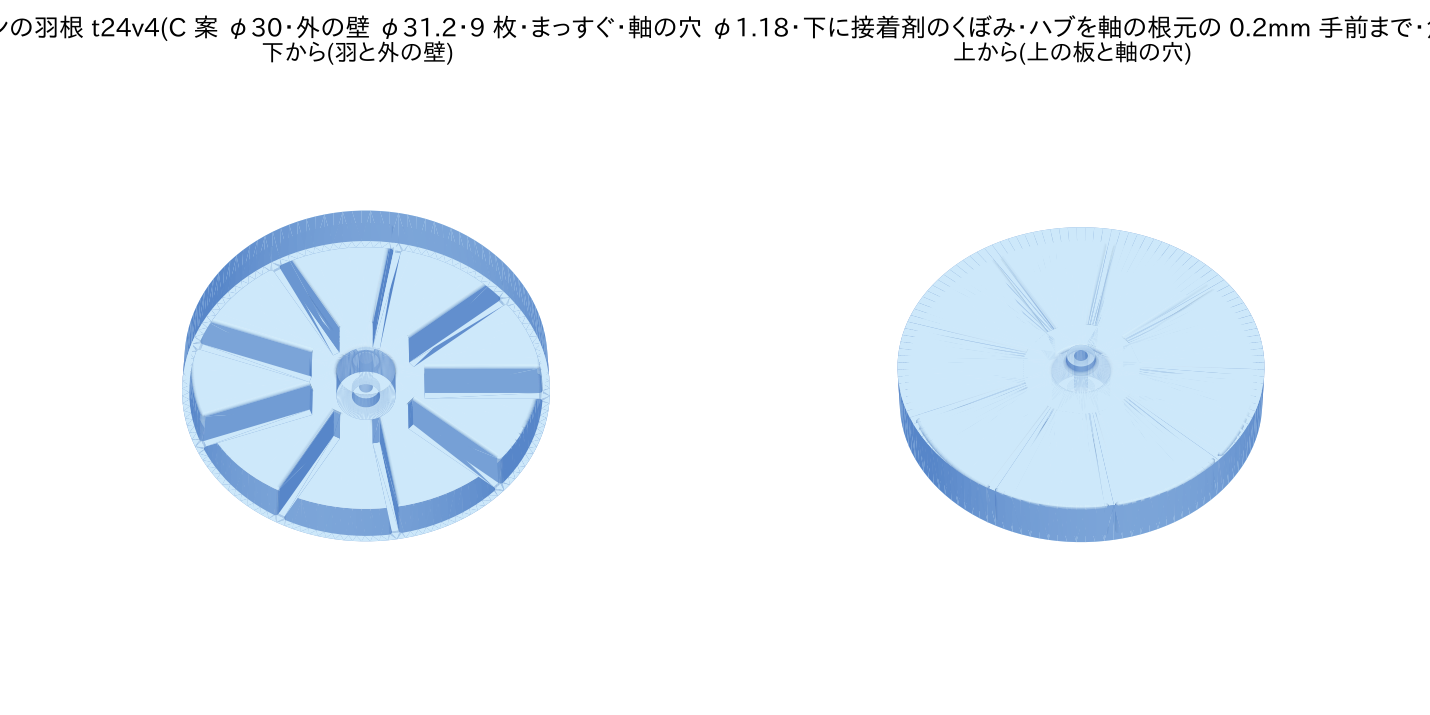 ンの羽根 t24v4(C 案 φ30･外の壁 φ31.2･9 枚･まっすぐ･軸の穴 φ1.18･下に接着剤のくぼみ･ハブを軸の根元の 0.2mm 手前まで･
下から(羽と外の壁)
上から(上の板と軸の穴)